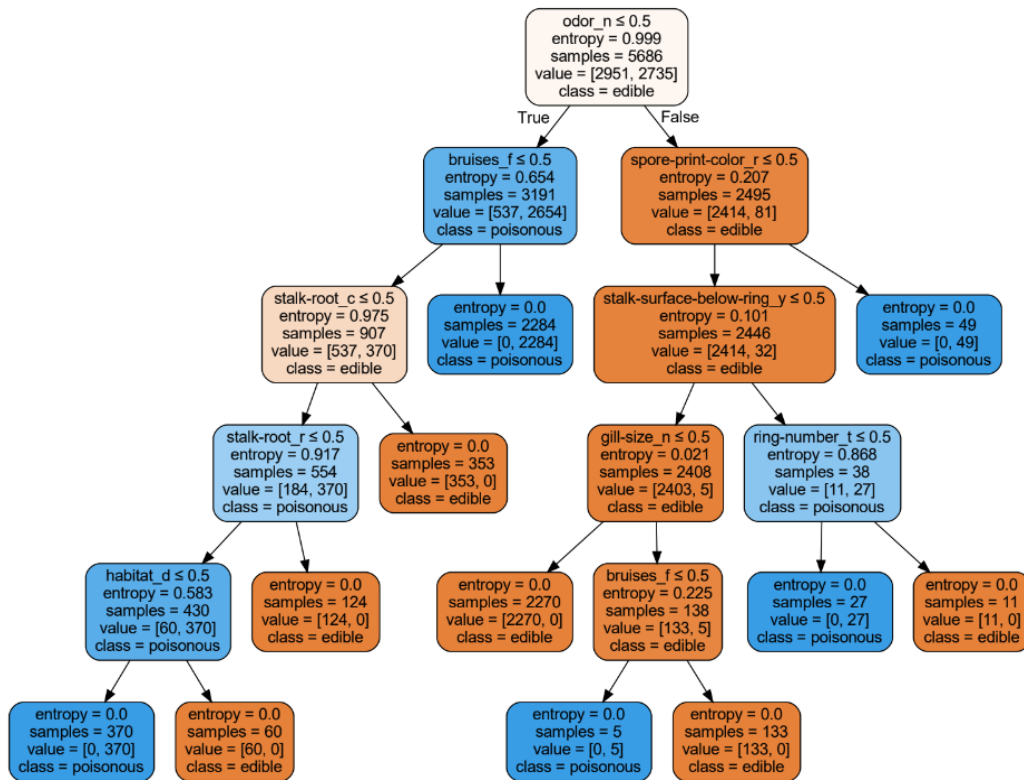 odor_n ≤ 0.5
entropy = 0.999
samples = 5686
value = [2951, 2735]
class = edible
True
False
bruises_f ≤ 0.5
entropy = 0.654
samples = 3191
value = [537, 2654]
class = poisonous
spore-print-color_r ≤ 0.5
entropy = 0.207
samples = 2495
value = [2414, 81]
class = edible
stalk-root_c ≤ 0.5
entropy = 0.975
samples = 907
value = [537, 370]
class = edible
entropy = 0.0
samples = 2284
value = [0, 2284]
class = poisonous
stalk-surface-below-ring_y ≤ 0.5
entropy = 0.101
samples = 2446
value = [2414, 32]
class = edible
entropy = 0.0
samples = 49
value = [0, 49]
class = poisonous
stalk-root_r ≤ 0.5
entropy = 0.917
samples = 554
value = [184, 370]
class = poisonous
entropy = 0.0
samples = 353
value = [353, 0]
class = edible
gill-size_n ≤ 0.5
entropy = 0.021
samples = 2408
value = [2403, 5]
class = edible
ring-number_t ≤ 0.5
entropy = 0.868
samples = 38
value = [11, 27]
class = poisonous
habitat_d ≤ 0.5
entropy = 0.583
samples = 430
value = [60, 370]
class = poisonous
entropy = 0.0
samples = 124
value = [124, 0]
class = edible
entropy = 0.0
samples = 2270
value = [2270, 0]
class = edible
bruises_f ≤ 0.5
entropy = 0.225
samples = 138
value = [133, 5]
class = edible
entropy = 0.0
samples = 27
value = [0, 27]
class = poisonous
entropy = 0.0
samples = 11
value = [11, 0]
class = edible
entropy = 0.0
samples = 370
value = [0, 370]
class = poisonous
entropy = 0.0
samples = 60
value = [60, 0]
class = edible
entropy = 0.0
samples = 5
value = [0, 5]
class = poisonous
entropy = 0.0
samples = 133
value = [133, 0]
class = edible